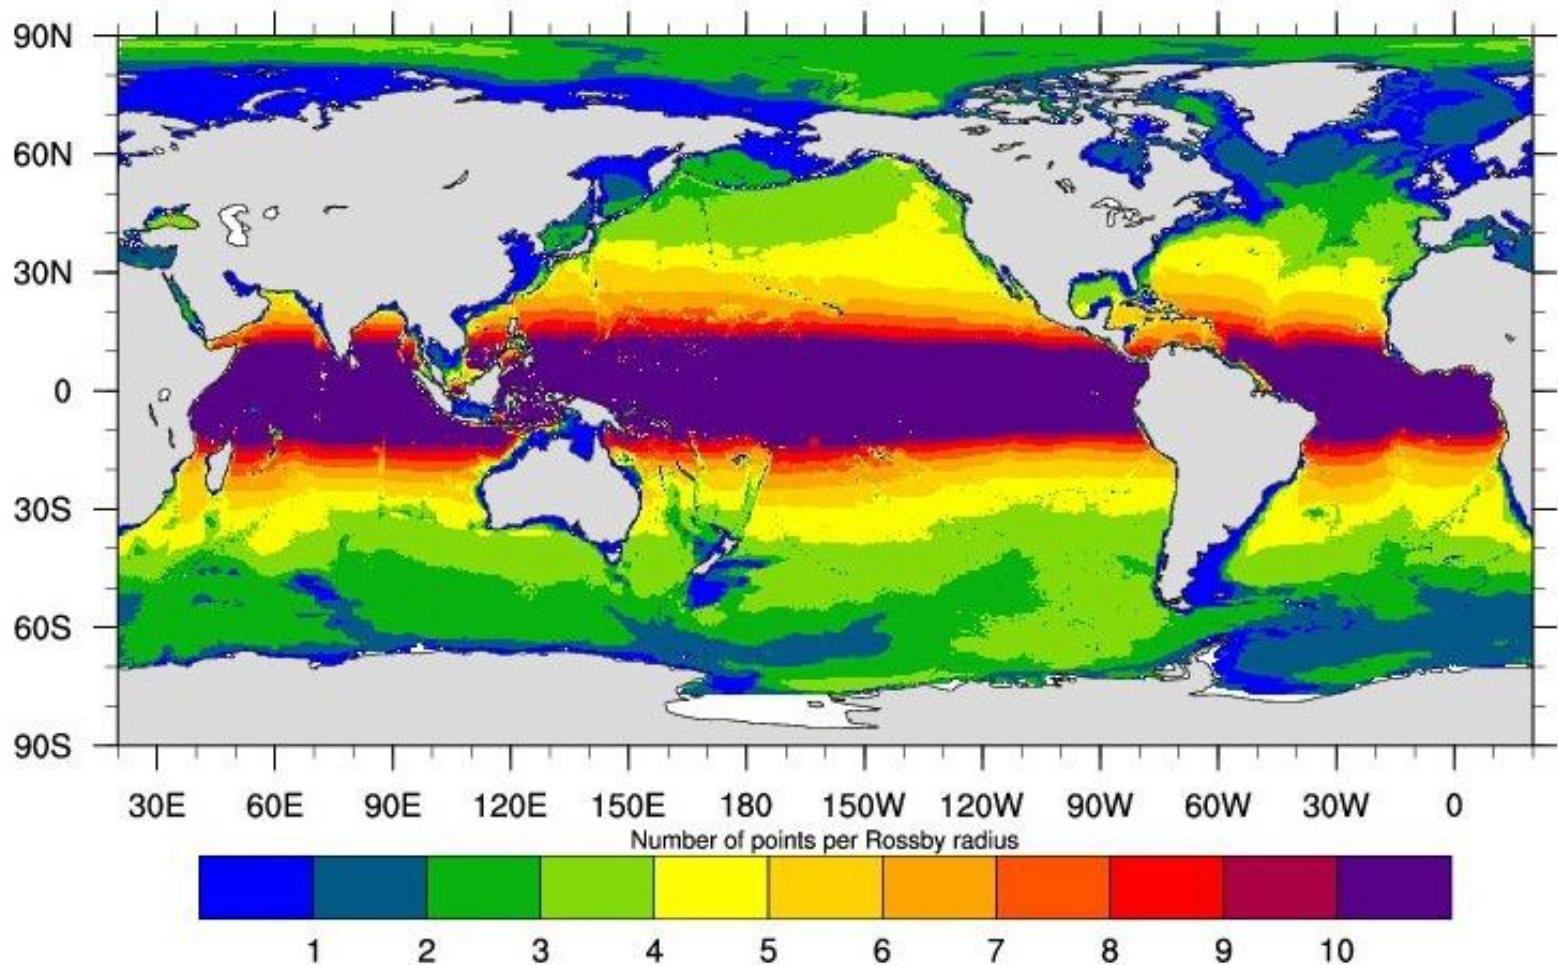 90N
60N
30N
0
30S
60S
90S
30E 60E 90E 120E 150E 180 150W 120W 90W 60W 30W 0
Number of points per Rossby radius
1 2 3 4 5 6 7 8 9 10